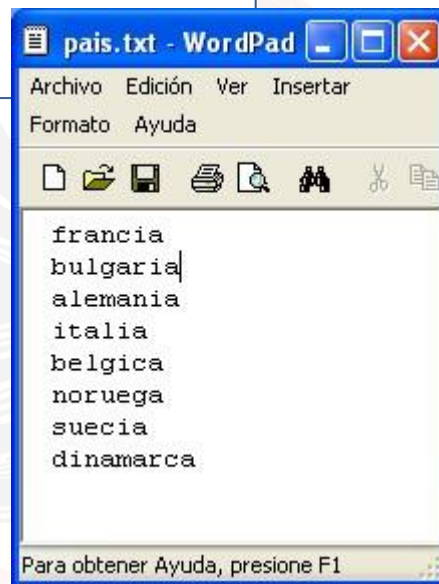 pais.txt - WordPad
Archivo Edición Ver Insertar
Formato Ayuda
francia
bulgaria
alemania
italia
belgica
noruega
suecia
dinamarca
Para obtener Ayuda, presione F1